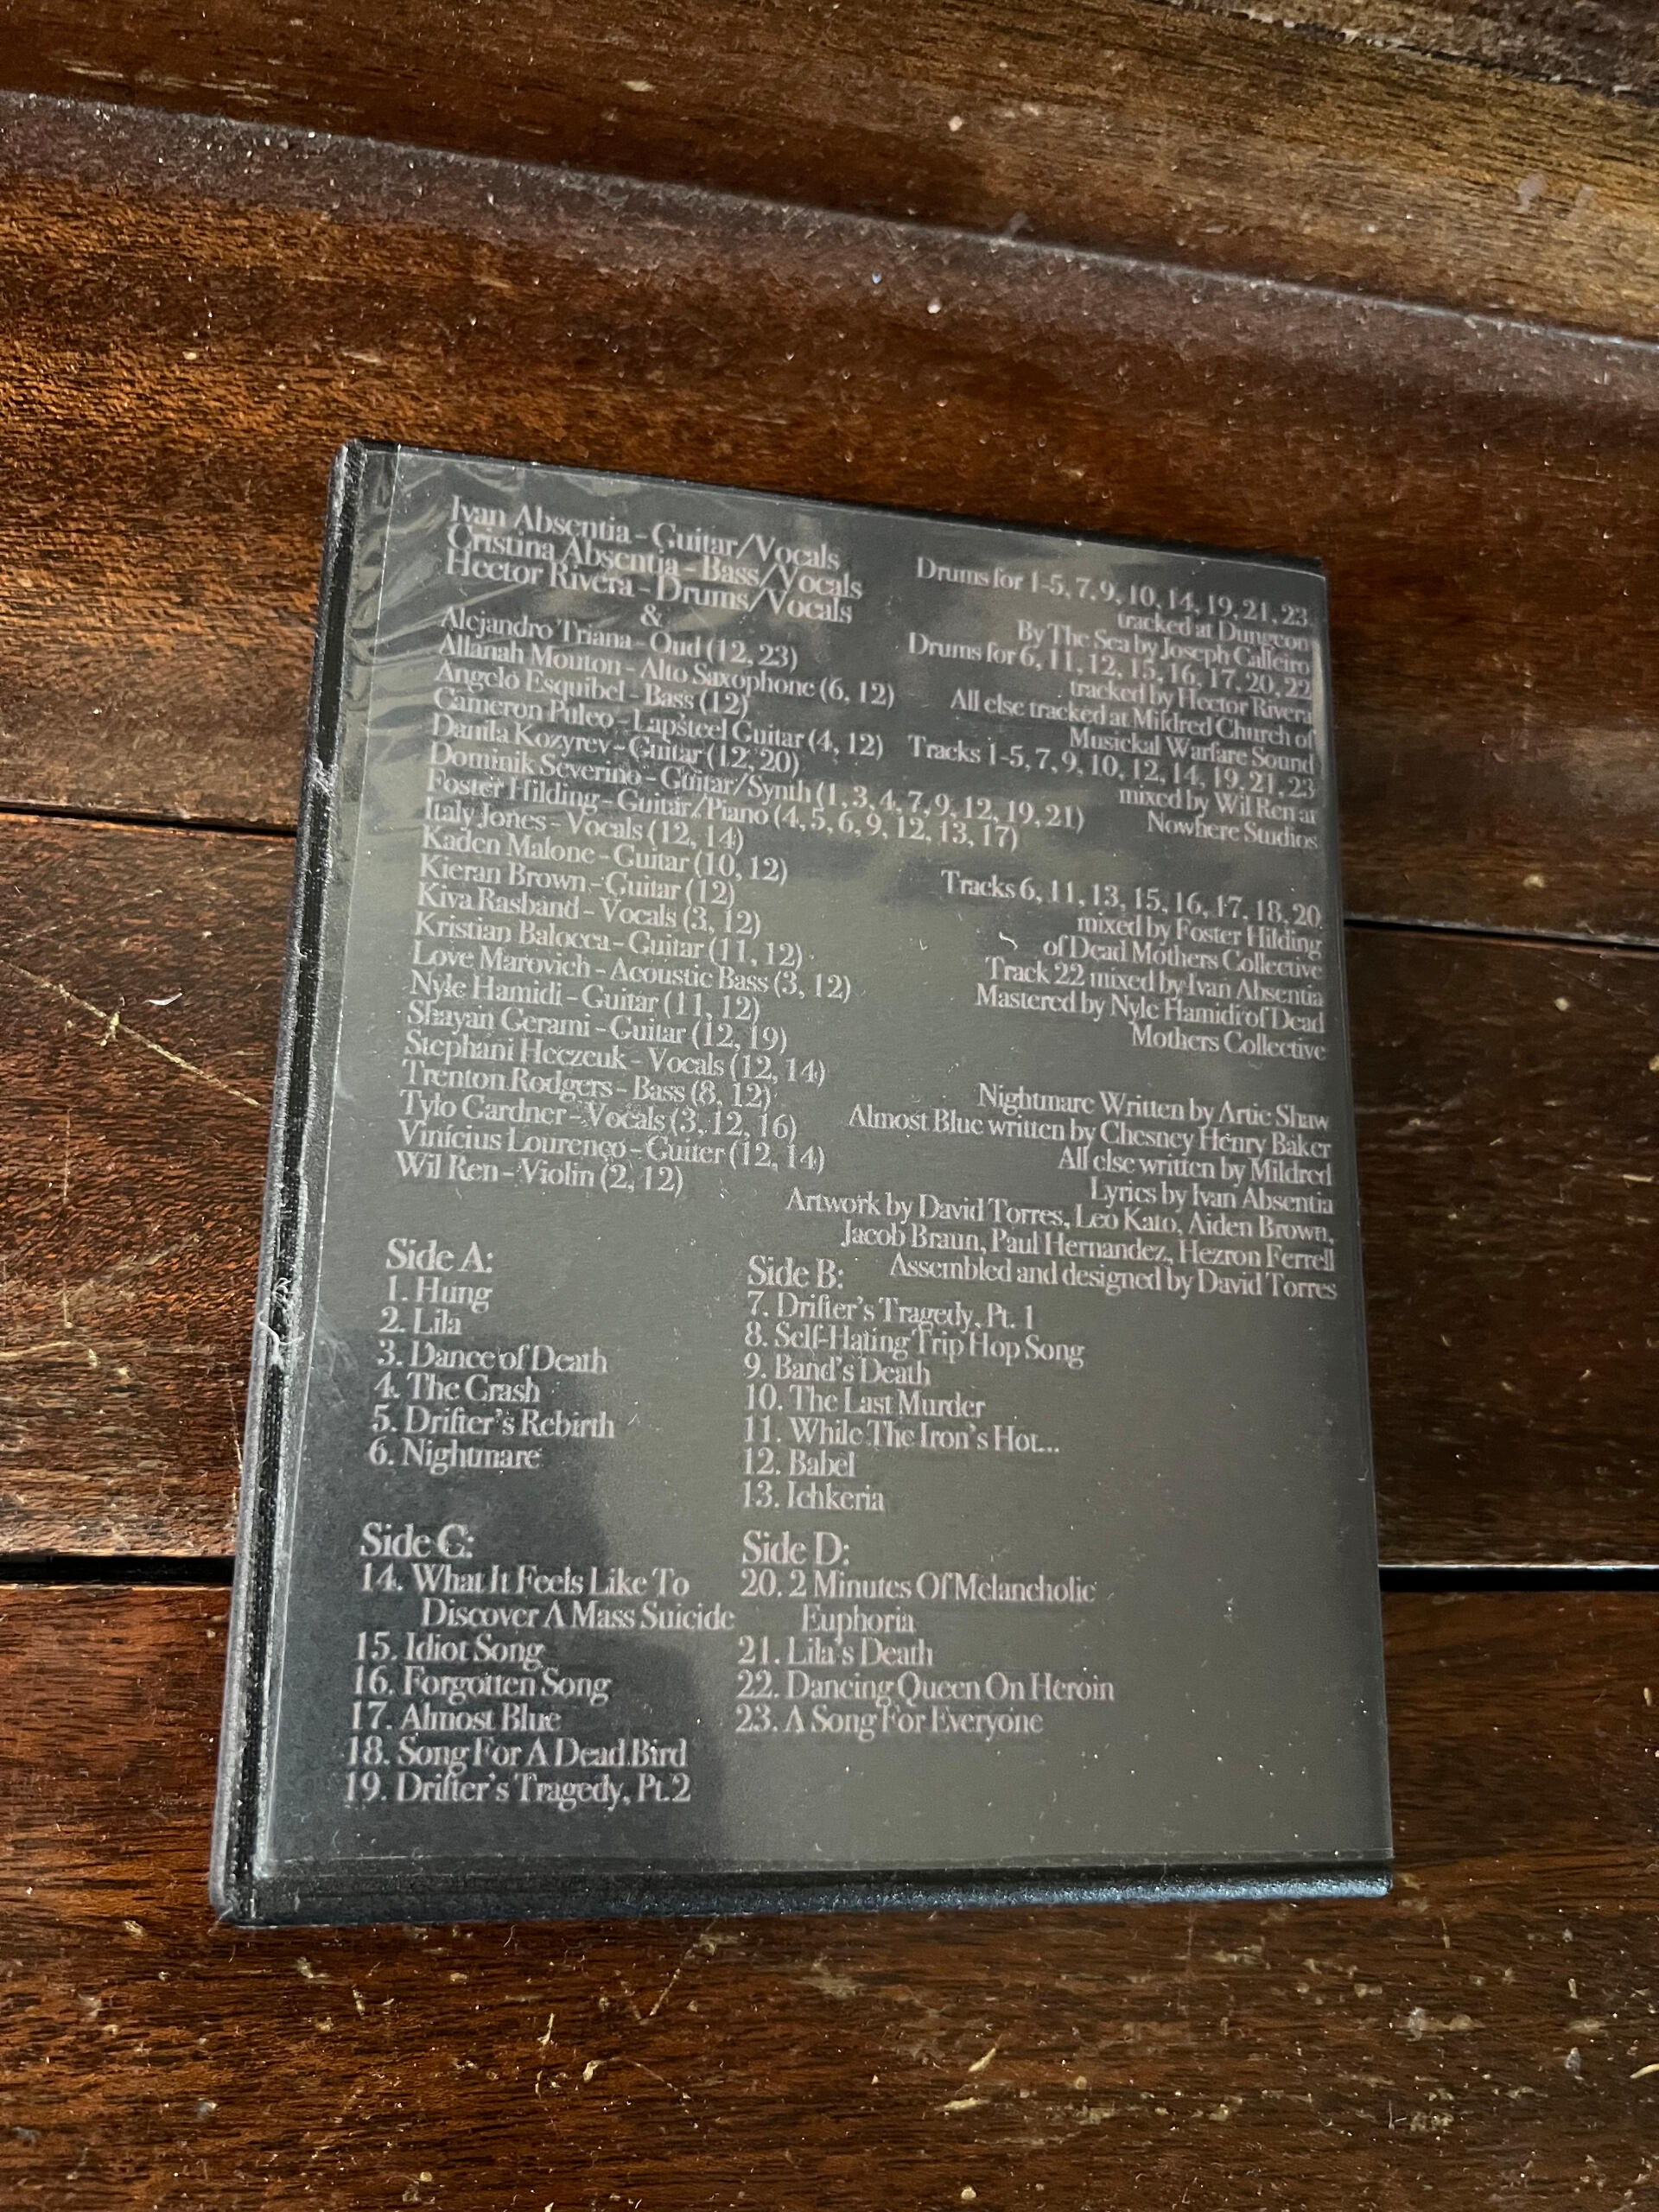 Ivan Absentia – Guitar/Vocals
Cristina Absentia – Bass/Vocals
Hector Rivera – Drums/Vocals
&
Alejandro Triana – Oud (12, 23)
Allanah Mouton – Alto Saxophone (6, 12)
Angelo Esquibel – Bass (12)
Cameron Puleo – Lapsteel Guitar (4, 12)
Danila Kozyrev – Guitar (12, 20)
Dominik Severino – Guitar/Synth (1, 3, 4, 7, 9, 12, 19, 21)
Foster Hilding – Guitar/Piano (4, 5, 6, 9, 12, 13, 17)
Italy Jones – Vocals (12, 14)
Kaden Malone – Guitar (10, 12)
Kieran Brown – Guitar (12)
Kiva Rasband – Vocals (3, 12)
Kristian Balocca – Guitar (11, 12)
Love Marovich – Acoustic Bass (3, 12)
Nyle Hamidi – Guitar (11, 12)
Shayan Gerami – Guitar (12, 19)
Stephani Heczcuk – Vocals (12, 14)
Trenton Rodgers – Bass (8, 12)
Tylo Gardner – Vocals (3, 12, 16)
Vinícius Lourenço – Guiter (12, 14)
Wil Ren – Violin (2, 12)
Drums for 1-5, 7, 9, 10, 14, 19, 21, 23
tracked at Dungeon
By The Sea by Joseph Calleiro
Drums for 6, 11, 12, 15, 16, 17, 20, 22
tracked by Hector Rivera
All else tracked at Mildred Church of
Musickal Warfare Sound
Tracks 1-5, 7, 9, 10, 12, 14, 19, 21, 23
mixed by Wil Ren at
Nowhere Studios
Tracks 6, 11, 13, 15, 16, 17, 18, 20
mixed by Foster Hilding
of Dead Mothers Collective
Track 22 mixed by Ivan Absentia
Mastered by Nyle Hamidi of Dead
Mothers Collective
Nightmare Written by Artie Shaw
Almost Blue written by Chesney Henry Baker
All else written by Mildred
Lyrics by Ivan Absentia
Artwork by David Torres, Leo Kato, Aiden Brown,
Jacob Braun, Paul Hernandez, Hezron Ferrell
Assembled and designed by David Torres
Side A:
1. Hung
2. Lila
3. Dance of Death
4. The Crash
5. Drifter's Rebirth
6. Nightmare
Side B:
7. Drifter's Tragedy, Pt. 1
8. Self-Hating Trip Hop Song
9. Band's Death
10. The Last Murder
11. While The Iron's Hot...
12. Babel
13. Ichkeria
Side C:
14. What It Feels Like To
Discover A Mass Suicide
15. Idiot Song
16. Forgotten Song
17. Almost Blue
18. Song For A Dead Bird
19. Drifter's Tragedy, Pt.2
Side D:
20. 2 Minutes Of Melancholic
Euphoria
21. Lila's Death
22. Dancing Queen On Heroin
23. A Song For Everyone